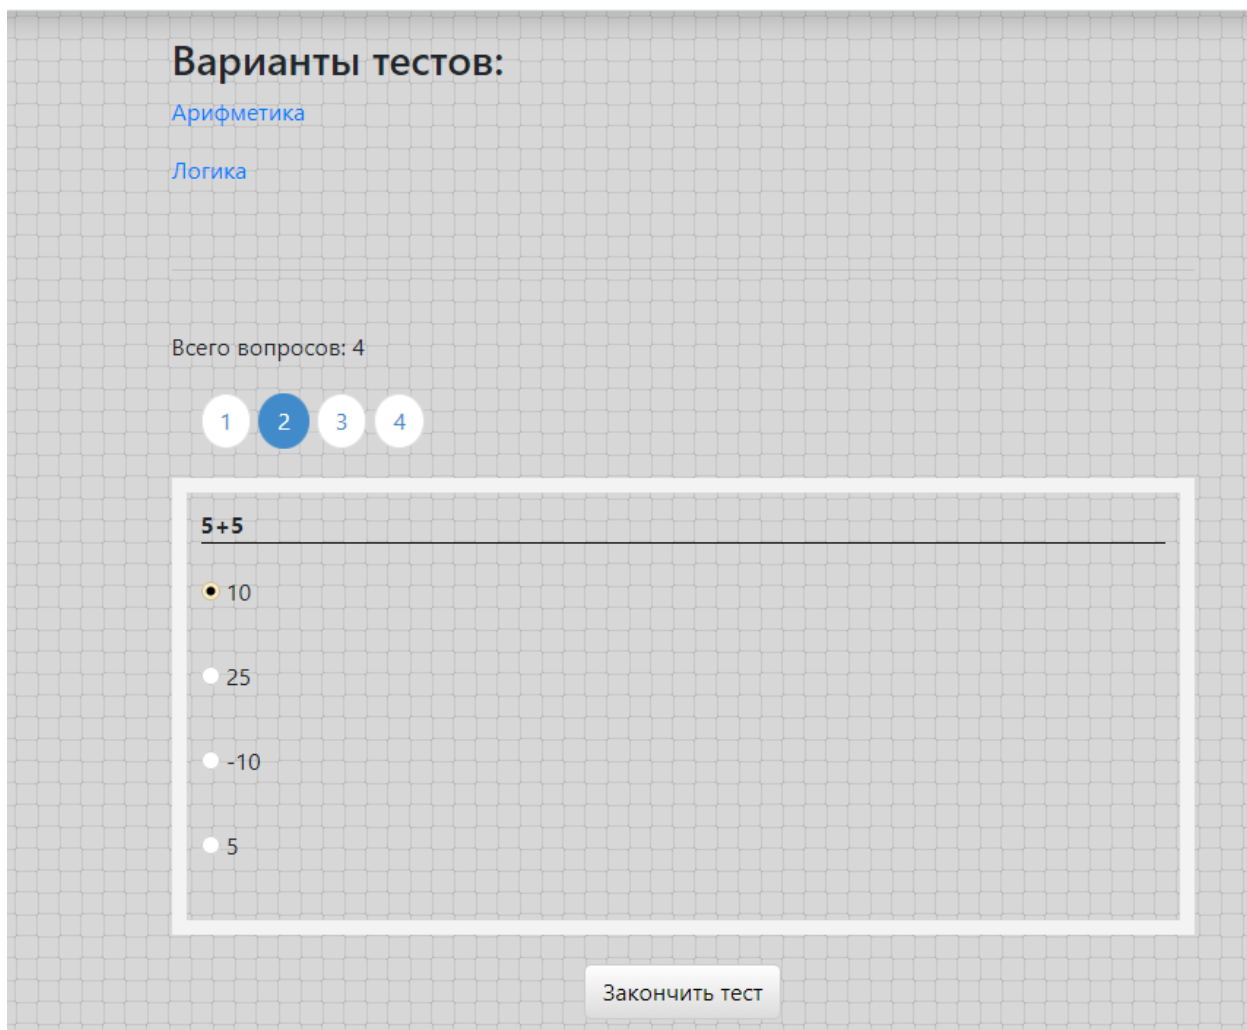 Варианты тестов:
Арифметика
Логика
Всего вопросов: 4
1 2 3 4
5+5
10
25
-10
5
Закончить тест